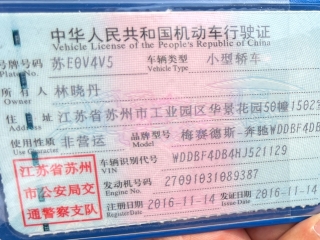 中华人民共和国机动车行驶证
Vehicle License of the People's Republic of China
号牌号码 苏E0V4V5 车辆类型 小型轿车
Plate No. Vehicle Type
所有人 林晓丹
住址 江苏省苏州市工业园区华景花园50幢1502室
使用性质 非营运 品牌型号 梅赛德斯-奔驰WDDBF4DB
车辆识别代号 WDDBF4DB4HJ521129
VIN
江苏省苏州市公安局交通警察支队
发动机号码 27091031089387
Engine No.
注册日期 2016-11-14 发证日期 2016-11-14
Register Date Issue Date